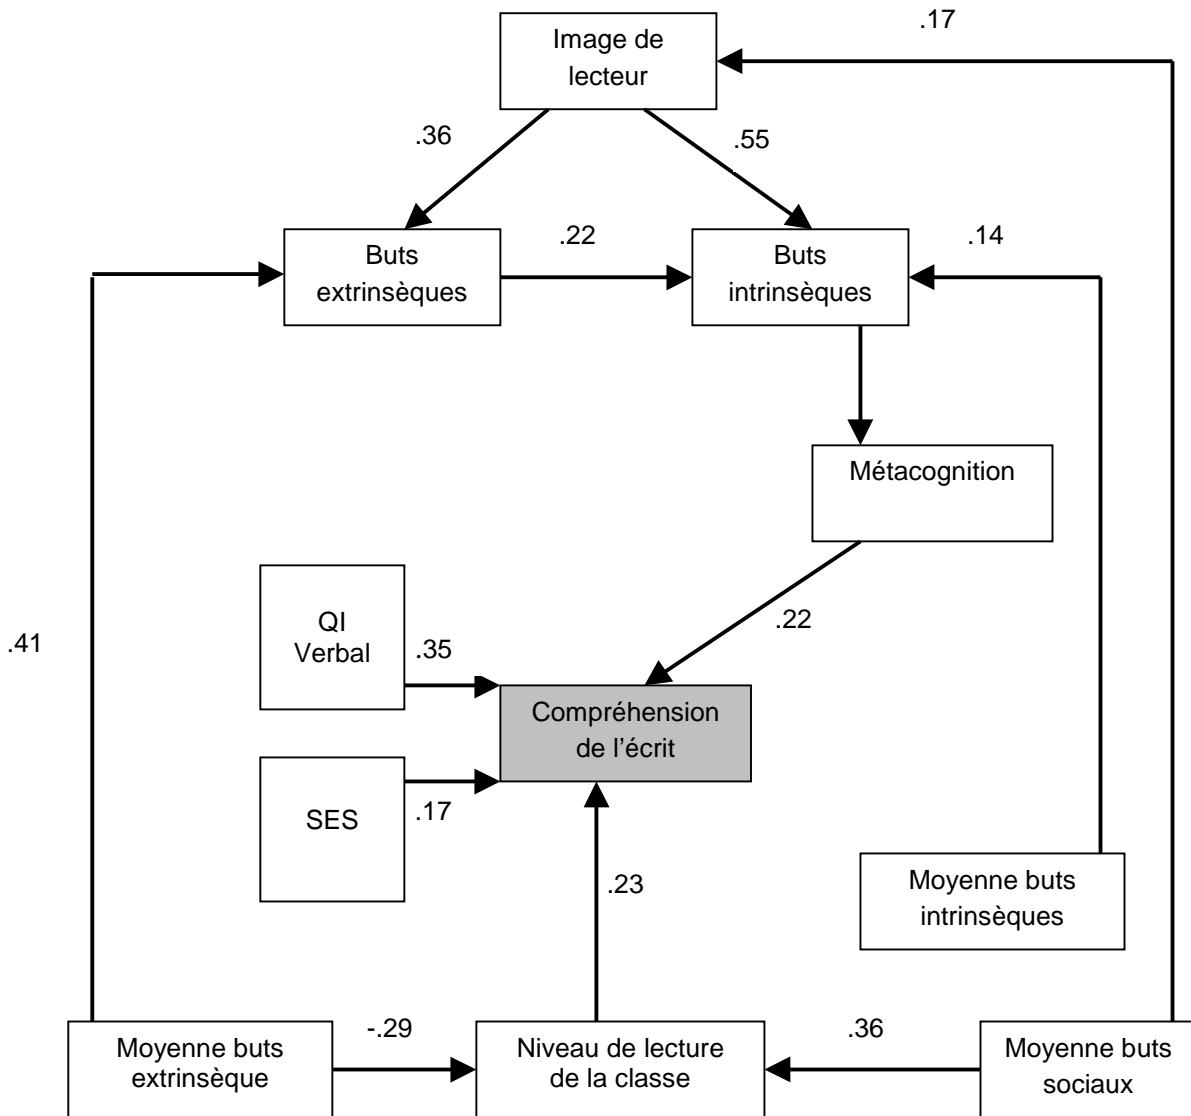 .17
Image de
lecteur
.36
.55
.22
.14
Buts
extrinsèques
Buts
intrinsèques
Métacognition
QI
Verbal
.35
.22
.41
Compréhension
de l’écrit
SES
.17
.23
Moyenne buts
intrinsèques
-.29
.36
Moyenne buts
extrinsèque
Niveau de lecture
de la classe
Moyenne buts
sociaux